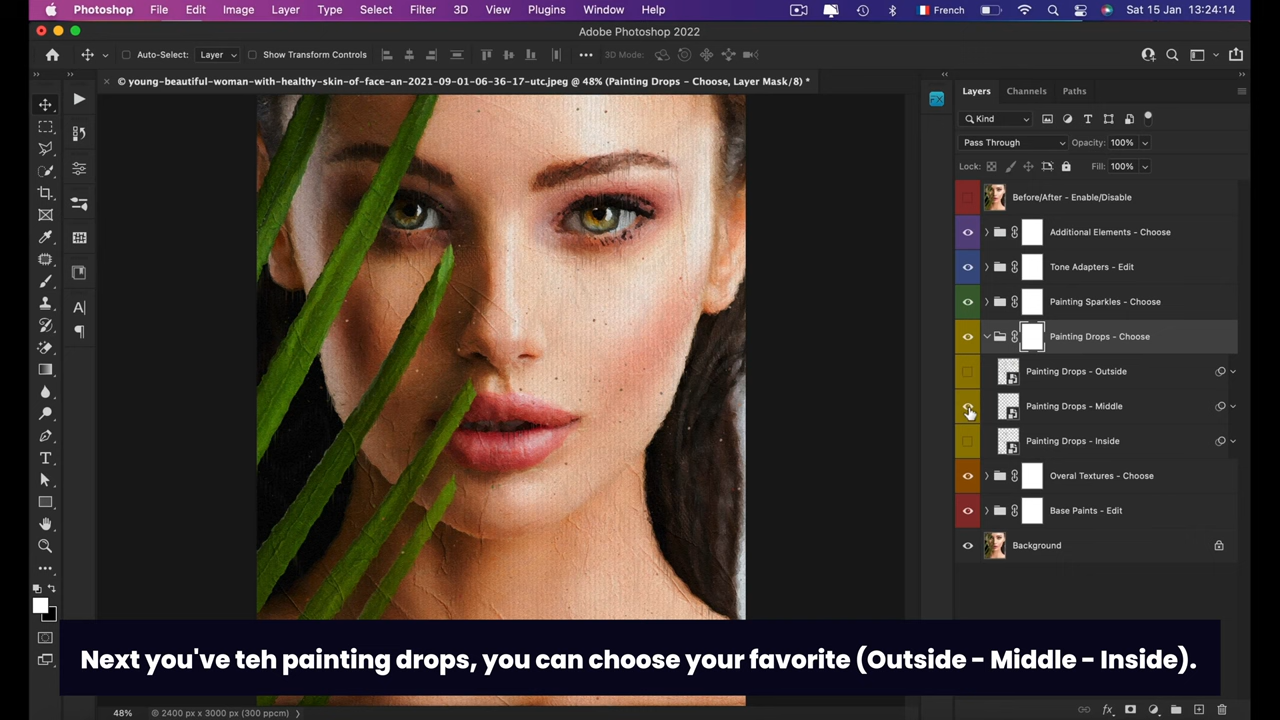 Photoshop File Edit Image Layer Type Select Filter 3D View Plugins Window Help French Sat 15 Jan 13:24:14
Adobe Photoshop 2022
Auto-Select: Layer Show Transform Controls 3D Mode:
© young-beautiful-woman-with-healthy-skin-of-face-an-2021-09-01-06-36-17-utc.jpeg @ 48% (Painting Drops – Choose, Layer Mask/8) *
Layers Channels Paths
Kind
Pass Through Opacity: 100%
Lock: Fill: 100%
Before/After – Enable/Disable
Additional Elements – Choose
Tone Adapters – Edit
Painting Sparkles – Choose
Painting Drops – Choose
Painting Drops – Outside
Painting Drops – Middle
Painting Drops – Inside
Overal Textures – Choose
Base Paints – Edit
Background
Next you've teh painting drops, you can choose your favorite (Outside - Middle - Inside).
48% © 2400 px x 3000 px (300 ppcm)